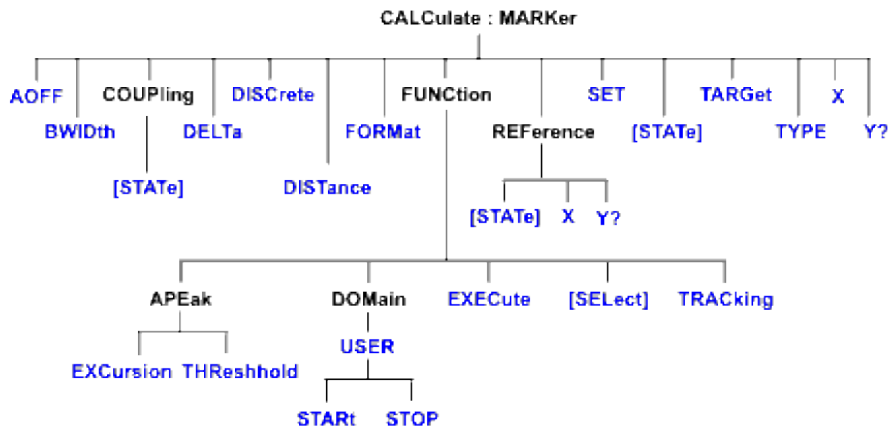 CALCulate : MARKer
AOFF COUPling DISCrete FUNCtion SET TARGet X
BWIDth DELTa FORMat REFerence [STATe] TYPE Y?
[STATe] DISTance
[STATe] X Y?
APEak DOMain EXECute [SELect] TRACking
USER
EXCursion THReshhold
STARt STOP